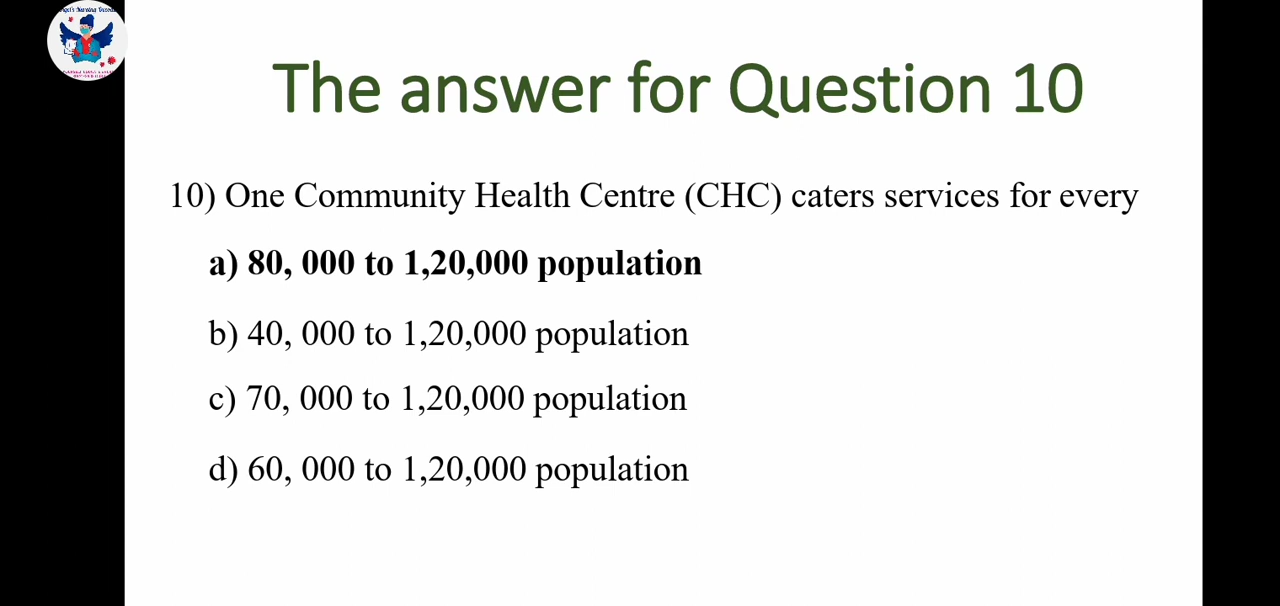 The answer for Question 10
10) One Community Health Centre (CHC) caters services for every
a) 80, 000 to 1,20,000 population
b) 40, 000 to 1,20,000 population
c) 70, 000 to 1,20,000 population
d) 60, 000 to 1,20,000 population